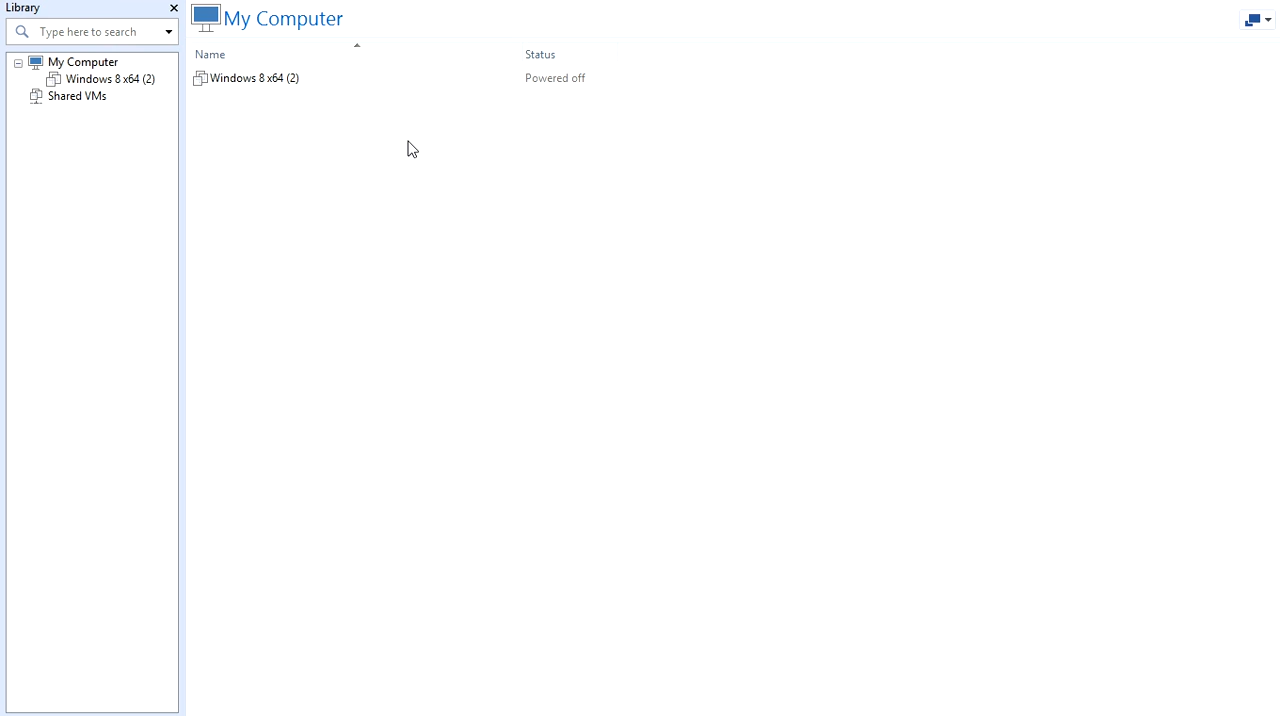 Library
Type here to search
My Computer
Windows 8 x64 (2)
Shared VMs
My Computer
Name Status
Windows 8 x64 (2) Powered off